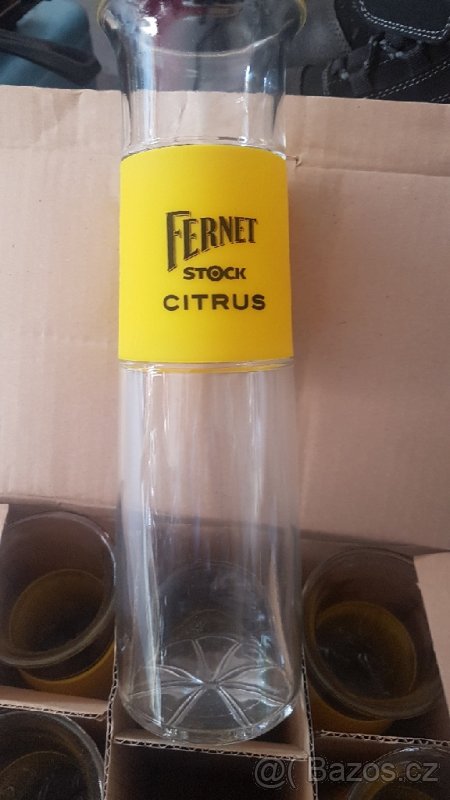 FERNET
STOCK
CITRUS
@( Bazos.cz